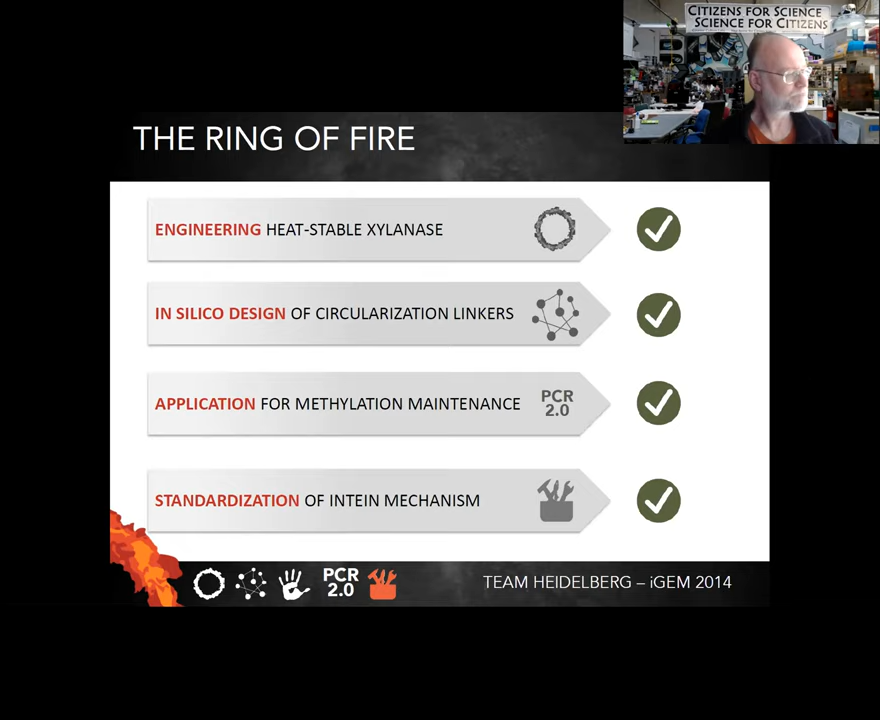 CITIZENS FOR SCIENCE
SCIENCE FOR CITIZENS
THE RING OF FIRE
ENGINEERING HEAT-STABLE XYLANASE
IN SILICO DESIGN OF CIRCULARIZATION LINKERS
APPLICATION FOR METHYLATION MAINTENANCE
PCR
2.0
STANDARDIZATION OF INTEIN MECHANISM
PCR
2.0
TEAM HEIDELBERG – iGEM 2014